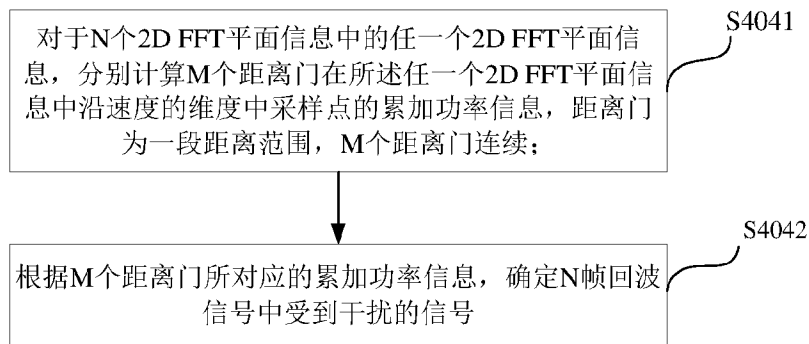 对于N个2D FFT平面信息中的任一个2D FFT平面信
息，分别计算M个距离门在所述任一个2D FFT平面信
息中沿速度的维度中采样点的累加功率信息，距离门
为一段距离范围，M个距离门连续；
S4041
根据M个距离门所对应的累加功率信息，确定N帧回波
信号中受到干扰的信号
S4042